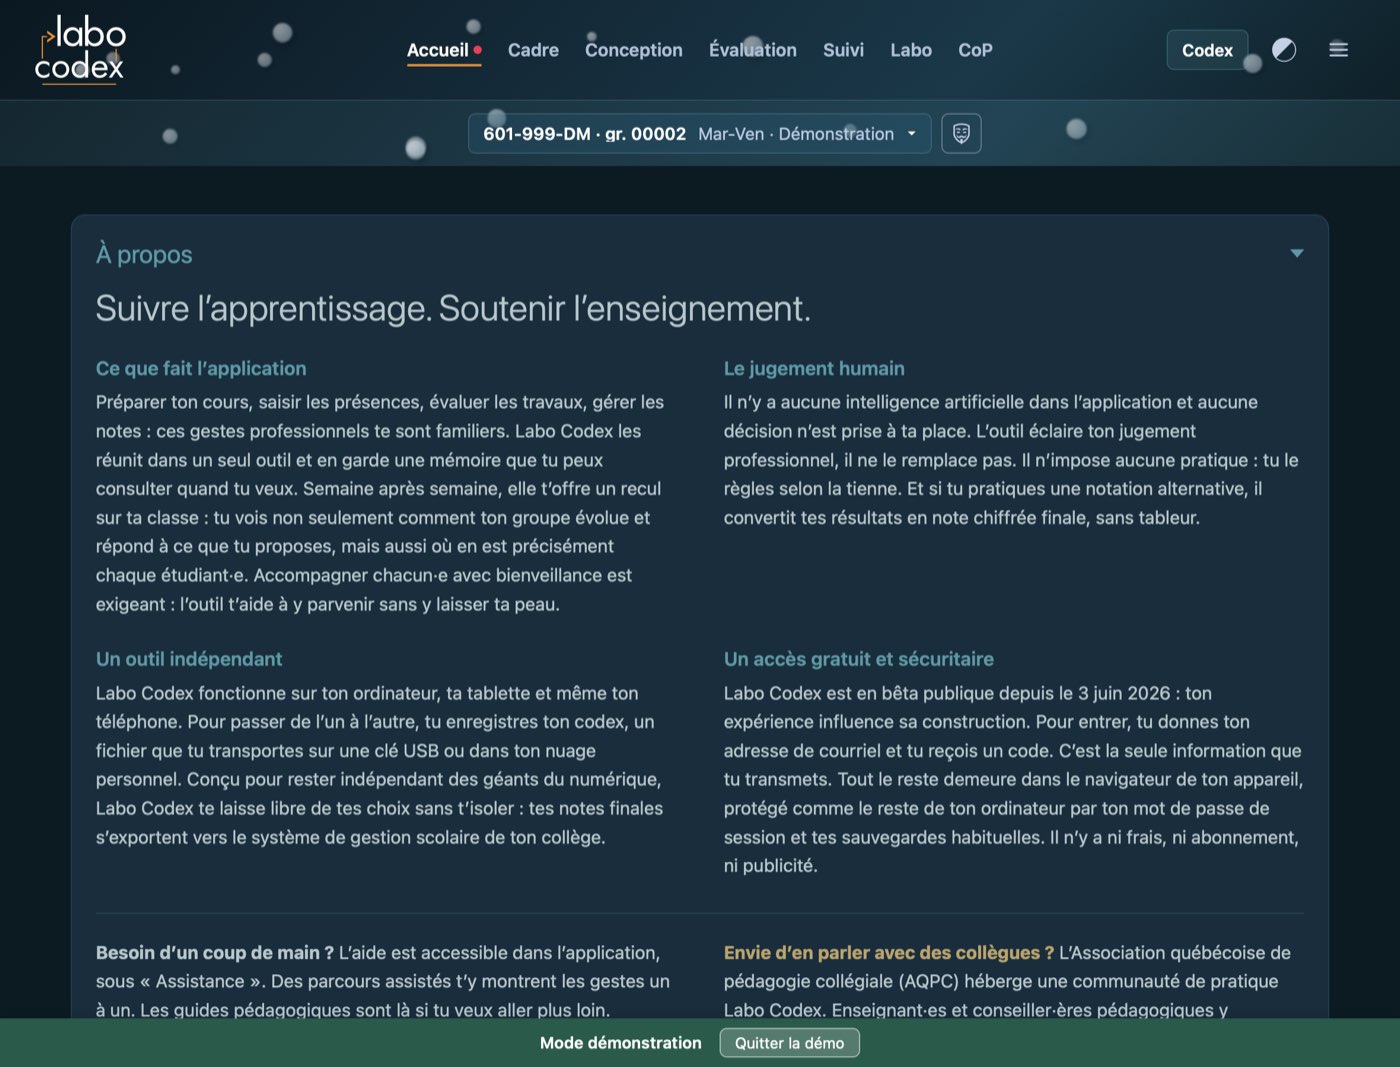 labo
codex
Accueil
Cadre
Conception
Évaluation
Suivi
Labo
CoP
Codex
601-999-DM · gr. 00002 Mar-Ven · Démonstration
À propos
Suivre l’apprentissage. Soutenir l’enseignement.
Ce que fait l’application
Préparer ton cours, saisir les présences, évaluer les travaux, gérer les
notes : ces gestes professionnels te sont familiers. Labo Codex les
réunit dans un seul outil et en garde une mémoire que tu peux
consulter quand tu veux. Semaine après semaine, elle t’offre un recul
sur ta classe : tu vois non seulement comment ton groupe évolue et
répond à ce que tu proposes, mais aussi où en est précisément
chaque étudiant·e. Accompagner chacun·e avec bienveillance est
exigeant : l’outil t’aide à y parvenir sans y laisser ta peau.
Le jugement humain
Il n’y a aucune intelligence artificielle dans l’application et aucune
décision n’est prise à ta place. L’outil éclaire ton jugement
professionnel, il ne le remplace pas. Il n’impose aucune pratique : tu le
règles selon la tienne. Et si tu pratiques une notation alternative, il
convertit tes résultats en note chiffrée finale, sans tableur.
Un outil indépendant
Labo Codex fonctionne sur ton ordinateur, ta tablette et même ton
téléphone. Pour passer de l’un à l’autre, tu enregistres ton codex, un
fichier que tu transportes sur une clé USB ou dans ton nuage
personnel. Conçu pour rester indépendant des géants du numérique,
Labo Codex te laisse libre de tes choix sans t’isoler : tes notes finales
s’exportent vers le système de gestion scolaire de ton collège.
Un accès gratuit et sécuritaire
Labo Codex est en bêta publique depuis le 3 juin 2026 : ton
expérience influence sa construction. Pour entrer, tu donnes ton
adresse de courriel et tu reçois un code. C’est la seule information que
tu transmets. Tout le reste demeure dans le navigateur de ton appareil,
protégé comme le reste de ton ordinateur par ton mot de passe de
session et tes sauvegardes habituelles. Il n’y a ni frais, ni abonnement,
ni publicité.
Besoin d’un coup de main ? L’aide est accessible dans l’application,
sous « Assistance ». Des parcours assistés t’y montrent les gestes un
à un. Les guides pédagogiques sont là si tu veux aller plus loin.
Envie d’en parler avec des collègues ? L’Association québécoise de
pédagogie collégiale (AQPC) héberge une communauté de pratique
Labo Codex. Enseignant·es et conseiller·ères pédagogiques y
Mode démonstration
Quitter la démo